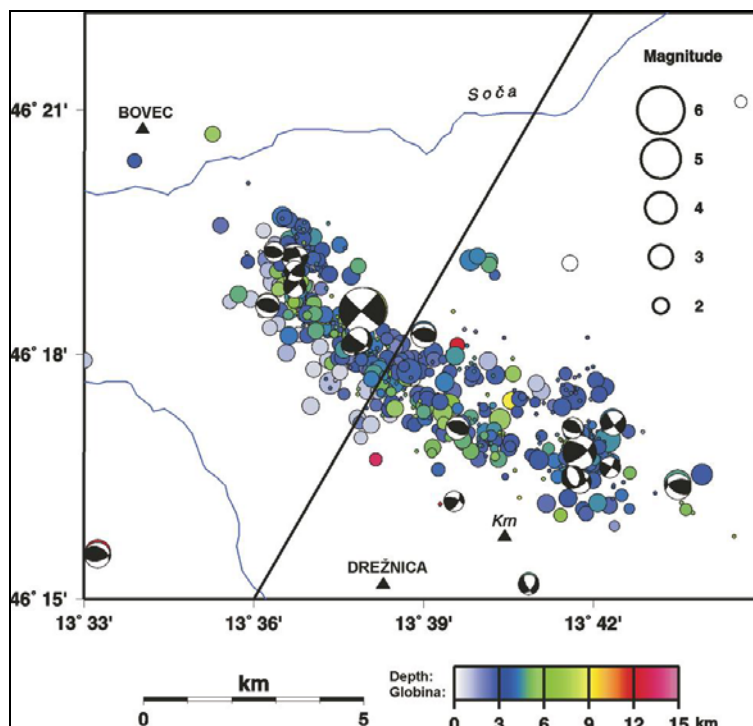 Magnitude
6
5
4
3
2
46° 21'
BOVEC
Soča
46° 18'
Krn
DREŽNICA
46° 15'
13° 33' 13° 36' 13° 39' 13° 42'
km
0 5
Depth:
Globina:
0 3 6 9 12 15 km